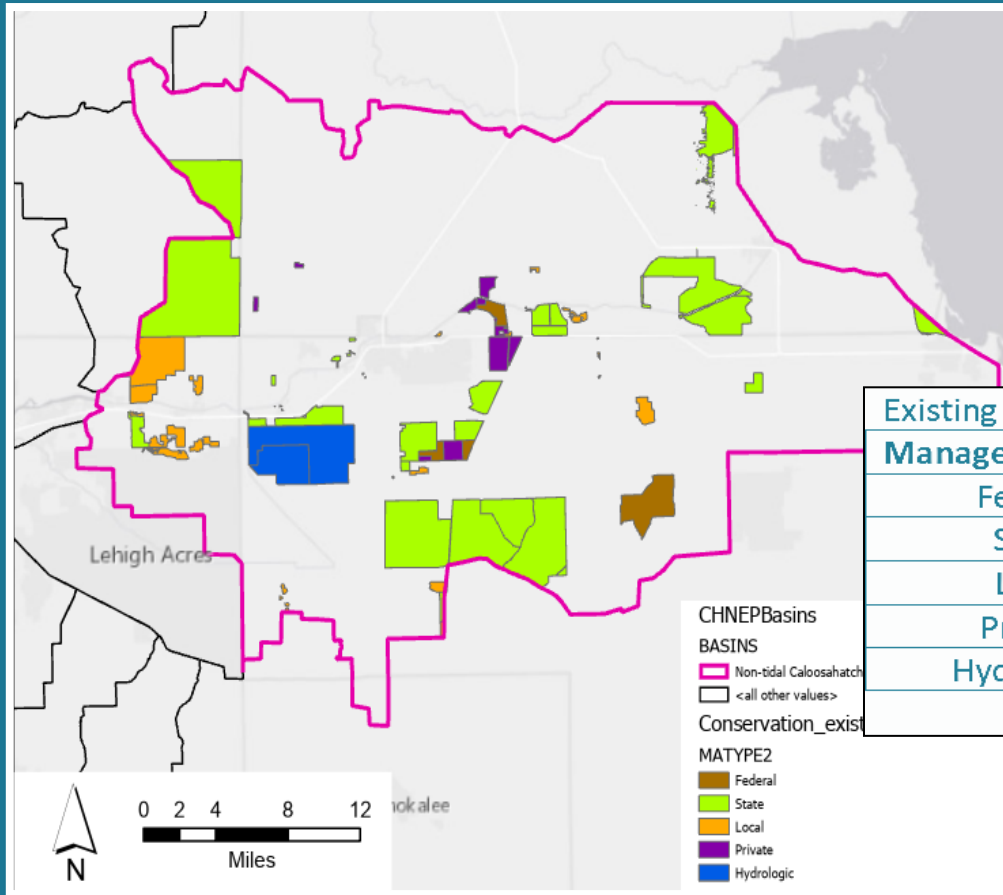 Lehigh Acres
okalee
0 2 4 8 12
Miles
N
CHNEPBasins
BASINS
Non-tidal Caloosahatch
<all other values>
Conservation_exist
MATYPE2
Federal
State
Local
Private
Hydrologic
Existing
Manage
Fe
S
L
Pr
Hyd